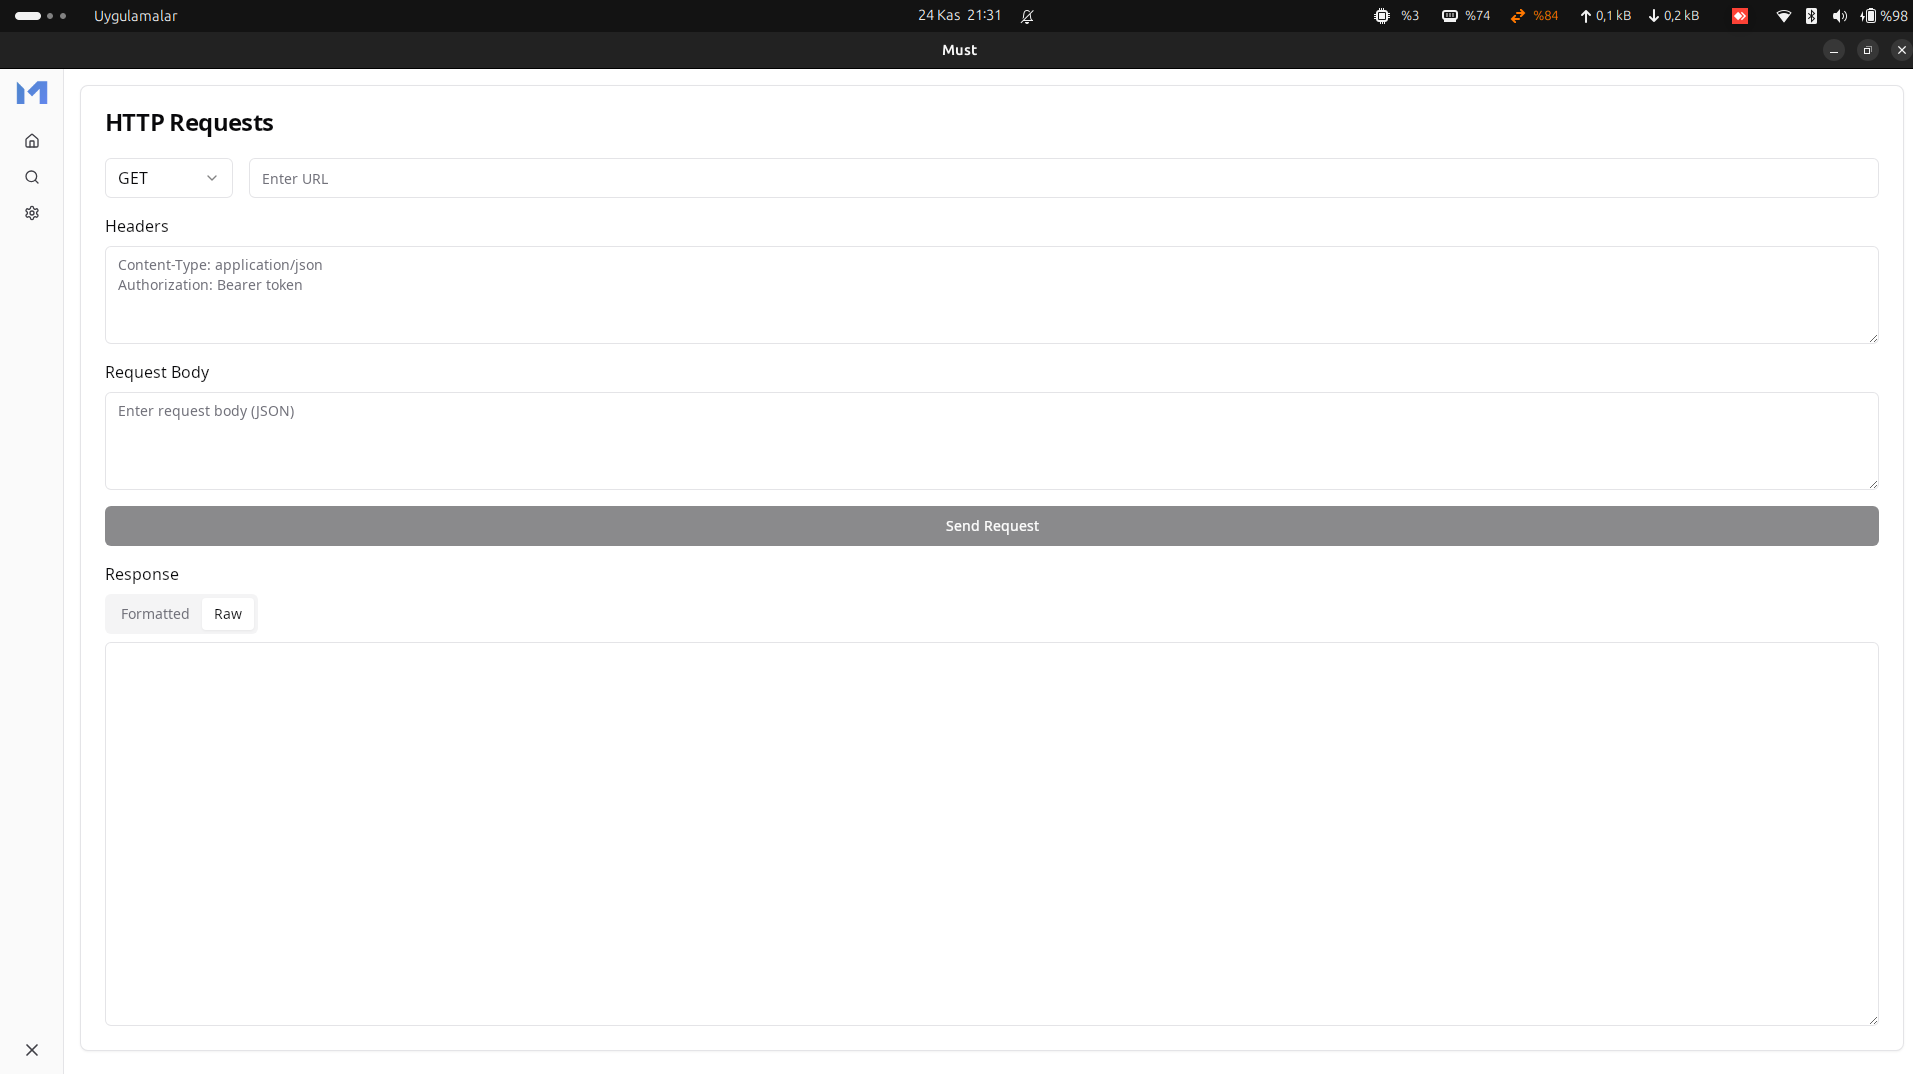 Uygulamalar 24 Kas 21:31 %3 %74 %84 0,1 kB 0,2 kB %98
Must
HTTP Requests
GET Enter URL
Headers
Content-Type: application/json
Authorization: Bearer token
Request Body
Enter request body (JSON)
Send Request
Response
Formatted Raw